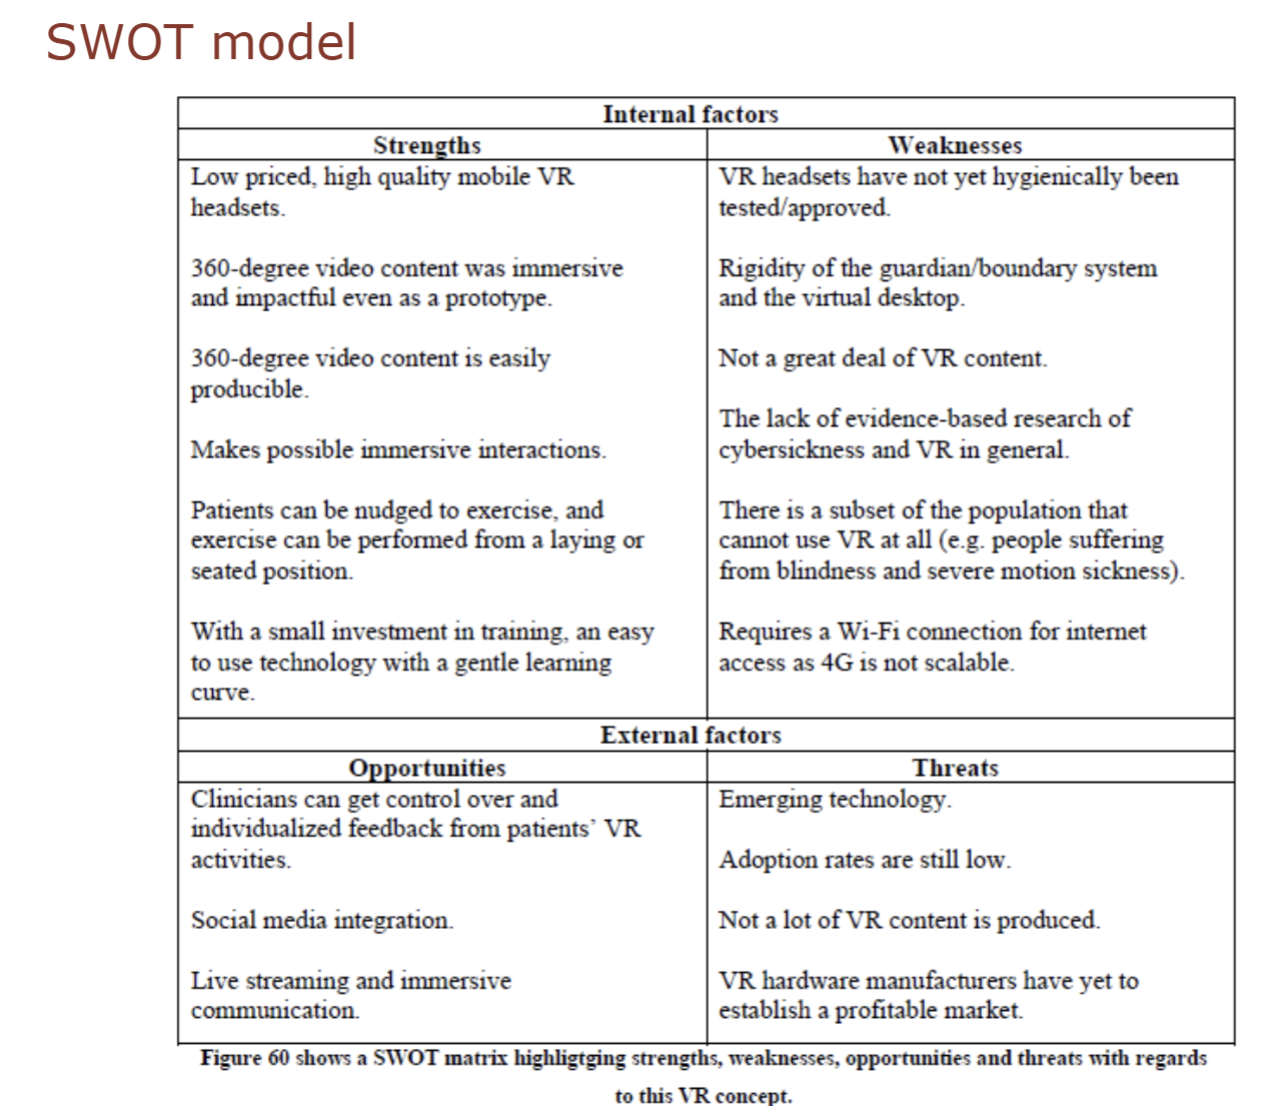 SWOT model
Internal factors
Strengths
Weaknesses
Low priced, high quality mobile VR
headsets.
360-degree video content was immersive
and impactful even as a prototype.
360-degree video content is easily
producible.
Makes possible immersive interactions.
Patients can be nudged to exercise, and
exercise can be performed from a laying or
seated position.
With a small investment in training, an easy
to use technology with a gentle learning
curve.
VR headsets have not yet hygienically been
tested/approved.
Rigidity of the guardian/boundary system
and the virtual desktop.
Not a great deal of VR content.
The lack of evidence-based research of
cybersickness and VR in general.
There is a subset of the population that
cannot use VR at all (e.g. people suffering
from blindness and severe motion sickness).
Requires a Wi-Fi connection for internet
access as 4G is not scalable.
External factors
Opportunities
Threats
Clinicians can get control over and
individualized feedback from patients’ VR
activities.
Social media integration.
Live streaming and immersive
communication.
Emerging technology.
Adoption rates are still low.
Not a lot of VR content is produced.
VR hardware manufacturers have yet to
establish a profitable market.
Figure 60 shows a SWOT matrix highligtging strengths, weaknesses, opportunities and threats with regards
to this VR concept.